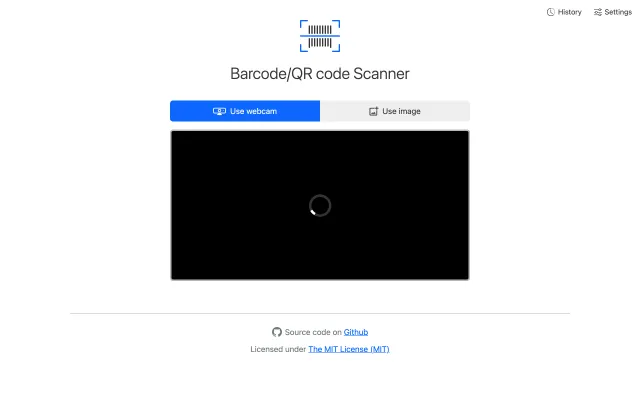 History
Settings
Barcode/QR code Scanner
Use webcam
Use image
Source code on Github
Licensed under The MIT License (MIT)